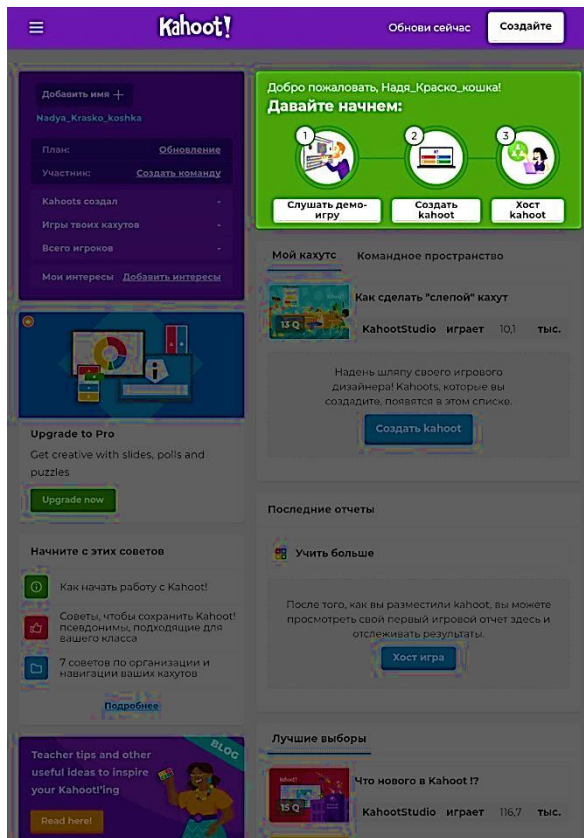 Kahoot!
Обнови сейчас
Создайте
Добавить имя +
Nadya_Krasko_koshka
План: Обновление
Участник: Создать команду
Kahoots создал -
Игры твоих кахутов -
Всего игроков -
Мои интересы Добавить интересы
Upgrade to Pro
Get creative with slides, polls and
puzzles
Upgrade now
Начните с этих советов
Как начать работу с Kahoot!
Советы, чтобы сохранить Kahoot!
псевдонимы, подходящие для
вашего класса
7 советов по организации и
навигации ваших кахутов
Подробнее
BLOG
Teacher tips and other
useful ideas to inspire
your Kahoot!'ing
Read here!
Добро пожаловать, Надя_Краско_кошка!
Давайте начнем:
1
2
3
Слушать демо-
игру
Создать
kahoot
Хост
kahoot
Мой кахутс
Командное пространство
13 Q
Как сделать "слепой" кахут
KahootStudio играет 10,1 тыс.
Надень шляпу своего игрового
дизайнера! Kahoots, которые вы
создадите, появятся в этом списке.
Создать kahoot
Последние отчеты
Учить больше
После того, как вы разместили kahoot, вы можете
просмотреть свой первый игровой отчет здесь и
отслеживать результаты.
Хост игра
Лучшие выборы
Kahoot!
15 Q
Что нового в Kahoot !?
KahootStudio играет 116,7 тыс.